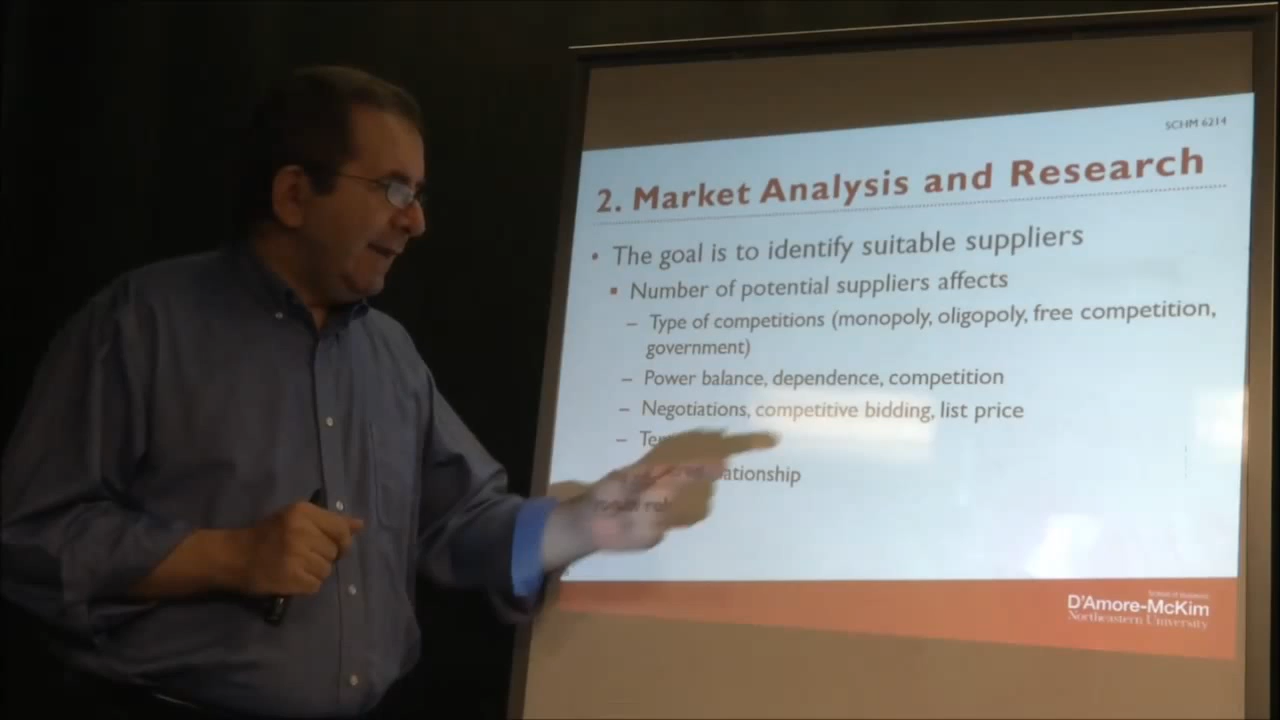 SCHM 6214
2. Market Analysis and Research
• The goal is to identify suitable suppliers
▪ Number of potential suppliers affects
– Type of competitions (monopoly, oligopoly, free competition,
government)
– Power balance, dependence, competition
– Negotiations, competitive bidding, list price
–
D'Amore-McKim
Northeastern University